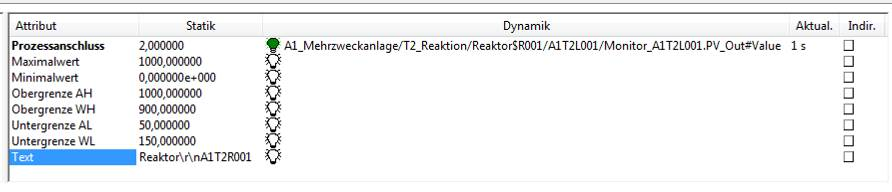 Attribut Statik Dynamik Aktual. Indir.
Prozessanschluss 2,000000 A1_Mehrzweckanlage/T2_Reaktion/Reaktor$R001/A1T2L001/Monitor_A1T2L001.PV_Out#Value 1 s
Maximalwert 1000,000000
Minimalwert 0,000000e+000
Obergrenze AH 1000,000000
Obergrenze WH 900,000000
Untergrenze AL 50,000000
Untergrenze WL 150,000000
Text Reaktor\r\nA1T2R001